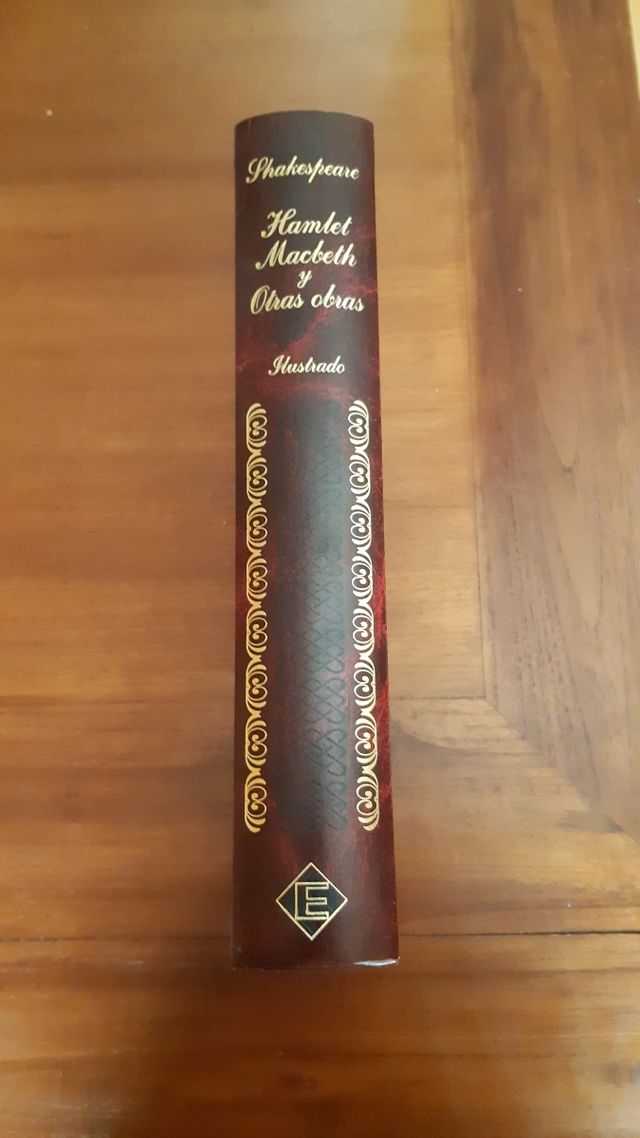 Shakespeare
Hamlet
Macbeth
y
Otras obras
Ilustrado
E